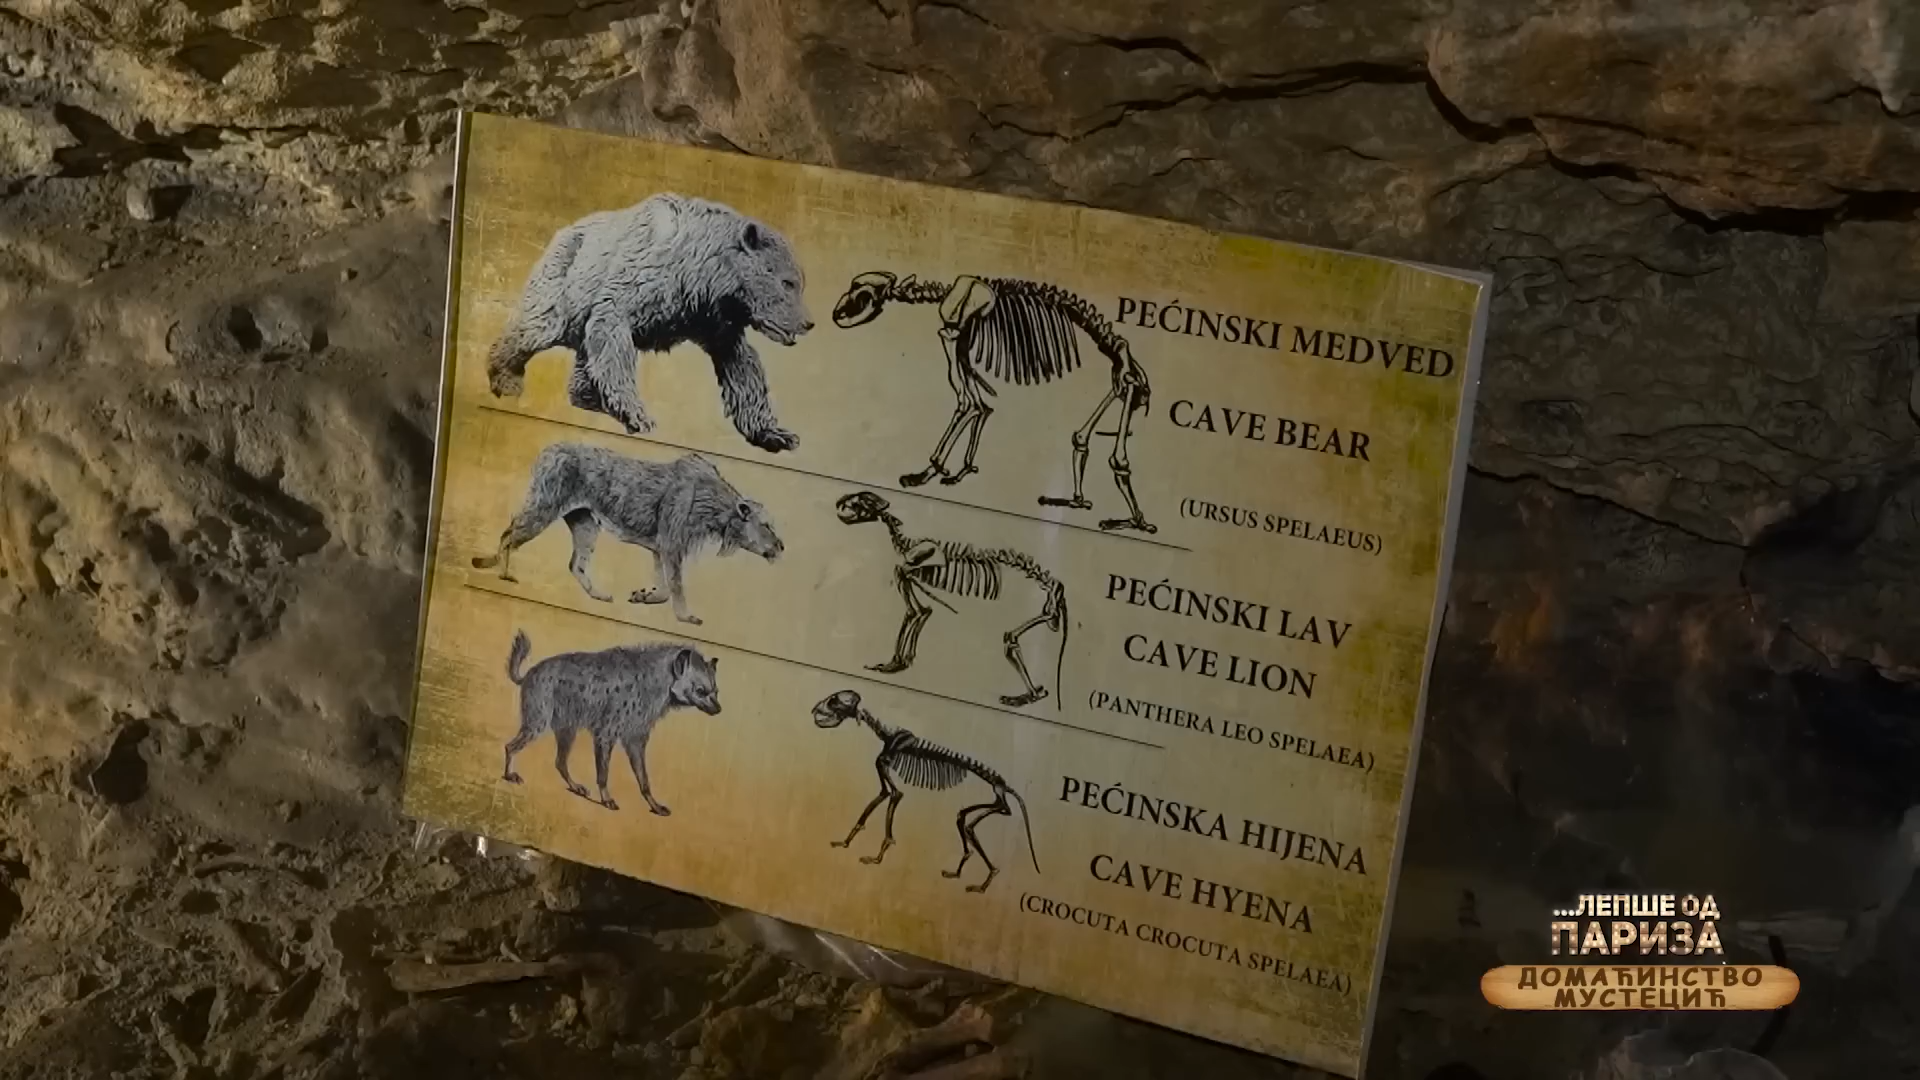 PEĆINSKI MEDVED
CAVE BEAR
(URSUS SPELAEUS)
PEĆINSKI LAV
CAVE LION
(PANTHERA LEO SPELAEA)
PEĆINSKA HIJENA
CAVE HYENA
(CROCUTA CROCUTA SPELAEA)
...ЛЕПШЕ ОД
ПАРИЗА
ДОМАЋИНСТВО
МУСТЕЦИЋ